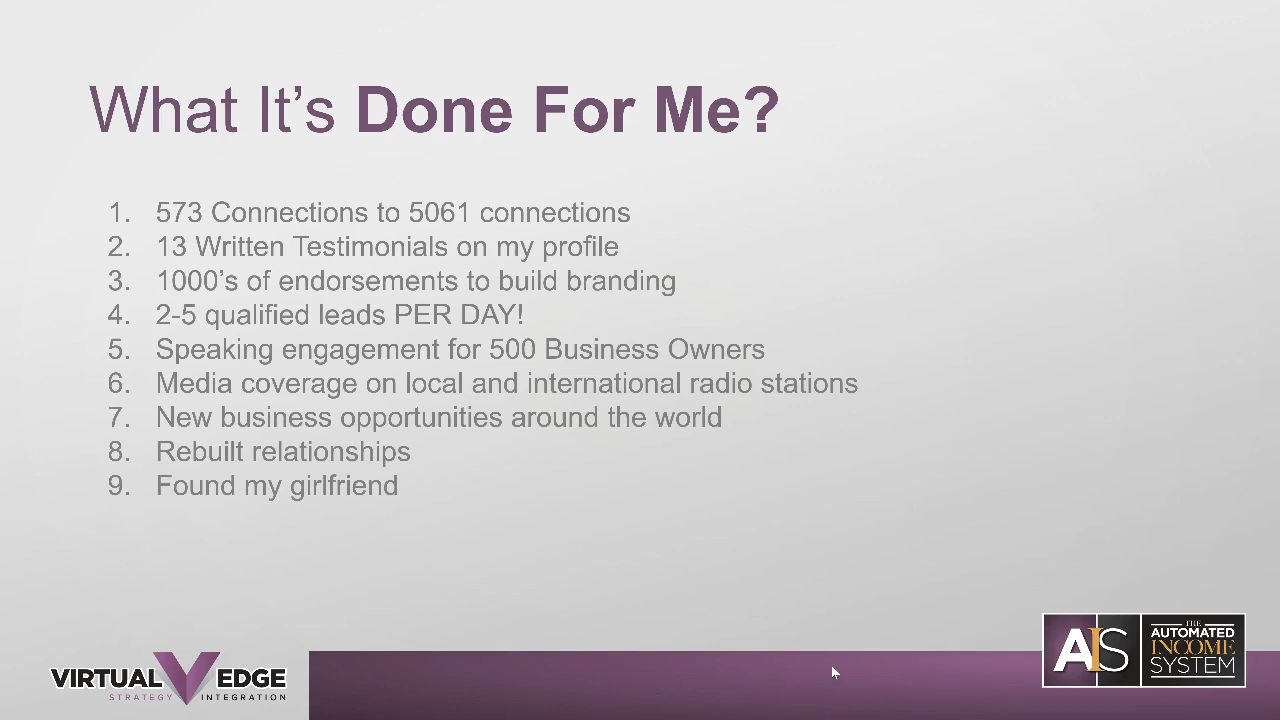 What It's Done For Me?
1. 573 Connections to 5061 connections
2. 13 Written Testimonials on my profile
3. 1000's of endorsements to build branding
4. 2-5 qualified leads PER DAY!
5. Speaking engagement for 500 Business Owners
6. Media coverage on local and international radio stations
7. New business opportunities around the world
8. Rebuilt relationships
9. Found my girlfriend
VIRTUAL V EDGE
STRATEGY INTEGRATION
AIS
THE
AUTOMATED
INCOME
SYSTEM